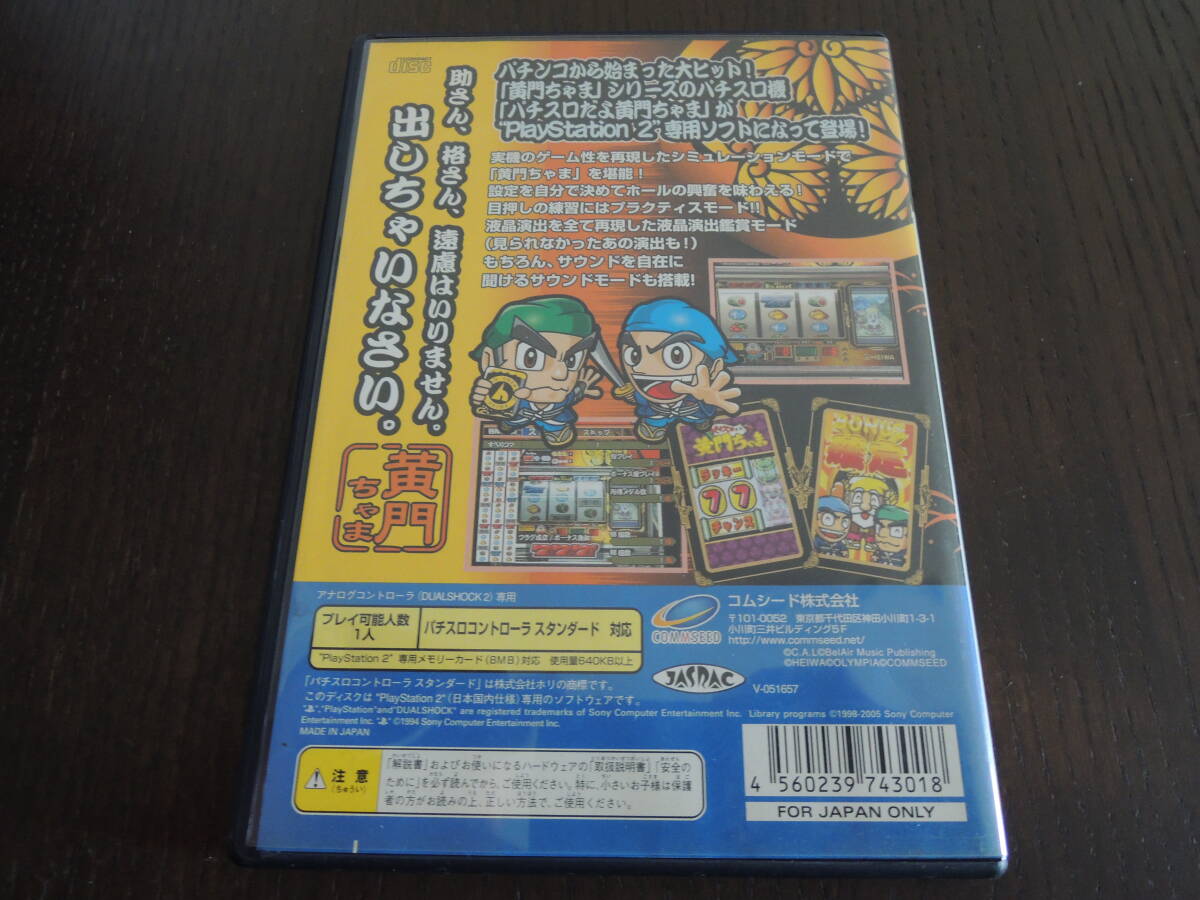 COMPACT
disc
パチンコから始まった大ヒット!
「黄門ちゃま」シリーズのパチスロ機
「パチスロだよ黄門ちゃま」が
"PlayStation 2"専用ソフトになって登場!
実機のゲーム性を再現したシミュレーションモードで
「黄門ちゃま」を堪能!
設定を自分で決めてホールの興奮を味わえる!
目押しの練習にはプラクティスモード!!
液晶演出を全て再現した液晶演出鑑賞モード
(見られなかったあの演出も!)
もちろん、サウンドを自在に
聞けるサウンドモードも搭載!
助さん、格さん、遠慮はいりません。
出しちゃいなさい。
黄門
ちゃま
HEIWA
黄門ちゃま
ラッキー
77
チャンス
777
アナログコントローラ(DUALSHOCK 2)専用
プレイ可能人数
1人
パチスロコントローラ スタンダード 対応
"PlayStation 2"専用メモリーカード(8MB)対応 使用量640KB以上
COMMSEED
コムシード株式会社
〒101-0052 東京都千代田区神田小川町1-3-1
小川町三井ビルディング5F
http://www.commseed.net/
©C.A.L©BelAir Music Publishing
©HEIWA©OLYMPIA©COMMSEED
JASRAC
V-051657
「パチスロコントローラ スタンダード」は株式会社ホリの商標です。
このディスクは"PlayStation 2"(日本国内仕様)専用のソフトウェアです。
","PlayStation"and"DUALSHOCK" are registered trademarks of Sony Computer Entertainment Inc. Library programs ©1998-2005 Sony Computer
Entertainment Inc. " " ©1994 Sony Computer Entertainment Inc.
MADE IN JAPAN
注意
(ちゅうい)
「解説書」およびお使いになるハードウェアの「取扱説明書」「安全の
ために」を必ず読んでから、ご使用ください。特に、小さいお子様は保護
者の方がお読みの上、正しい方法で、ご使用ください。
4 560239 743018
FOR JAPAN ONLY